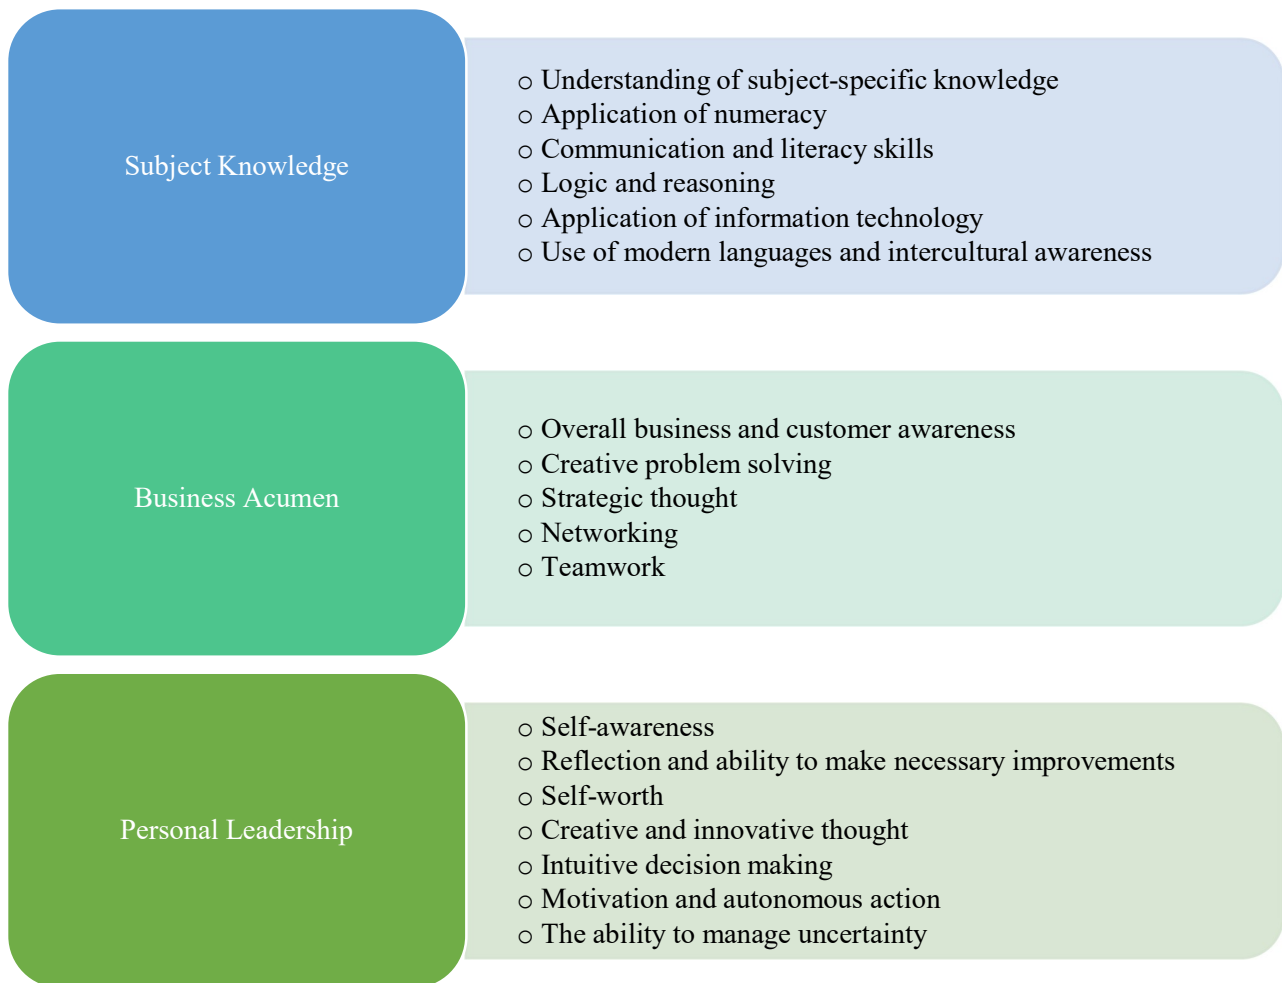 Subject Knowledge
○ Understanding of subject-specific knowledge
○ Application of numeracy
○ Communication and literacy skills
○ Logic and reasoning
○ Application of information technology
○ Use of modern languages and intercultural awareness
Business Acumen
○ Overall business and customer awareness
○ Creative problem solving
○ Strategic thought
○ Networking
○ Teamwork
Personal Leadership
○ Self-awareness
○ Reflection and ability to make necessary improvements
○ Self-worth
○ Creative and innovative thought
○ Intuitive decision making
○ Motivation and autonomous action
○ The ability to manage uncertainty